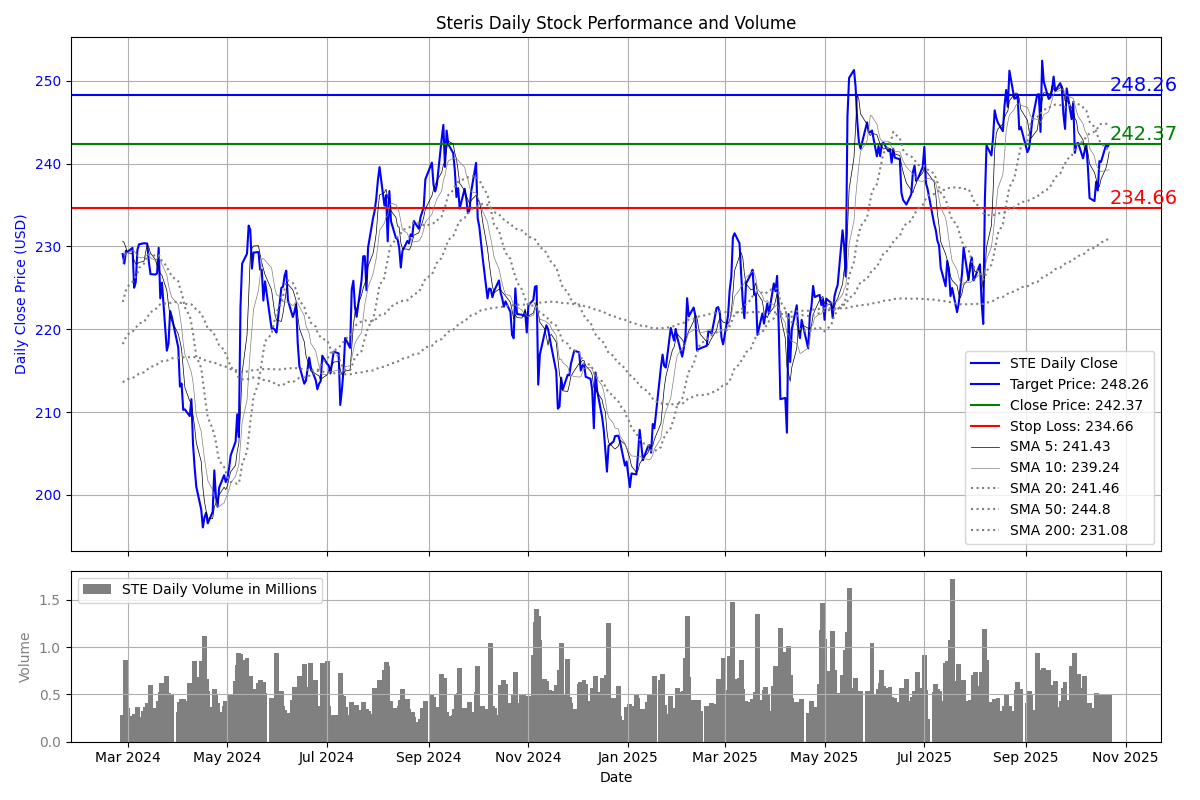 Steris Daily Stock Performance and Volume
Daily Close Price (USD)
250
240
230
220
210
200
248.26
242.37
234.66
STE Daily Close
Target Price: 248.26
Close Price: 242.37
Stop Loss: 234.66
SMA 5: 241.43
SMA 10: 239.24
SMA 20: 241.46
SMA 50: 244.8
SMA 200: 231.08
STE Daily Volume in Millions
Volume
1.5
1.0
0.5
0.0
Mar 2024 May 2024 Jul 2024 Sep 2024 Nov 2024 Jan 2025 Mar 2025 May 2025 Jul 2025 Sep 2025 Nov 2025
Date